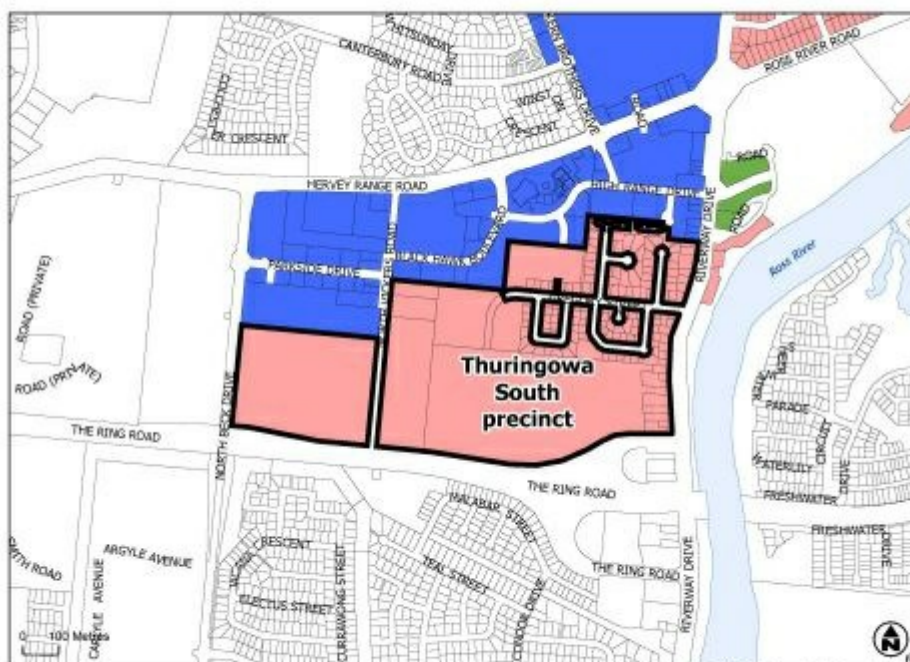 WHITSUNDAY
DRIVE
CANTERBURY ROAD
ROSS RIVER ROAD
CRESCENT
ROAD
HERVEY RANGE ROAD
HIGH RANGE DRIVE
ROAD
ROAD
RIVERWAY DRIVE
Ross River
BLACK HAWK BOULEVARD
PARKSIDE DRIVE
ROAD (PRIVATE)
ROAD (PRIVATE)
Thuringowa
South
precinct
NORTH BECK DRIVE
THE RING ROAD
THE RING ROAD
PARADE
CIRCUIT
DRIVE
FRESHWATER
FRESHWATER
DRIVE
MALABAR STREET
ARGYLE AVENUE
CRESCENT
TEAL STREET
THE RING ROAD
SMITH ROAD
ELECTUS STREET
CURRAWONG STREET
CONDOR DRIVE
RIVERWAY DRIVE
CARLYLE AVENUE
0 100 Metres
N